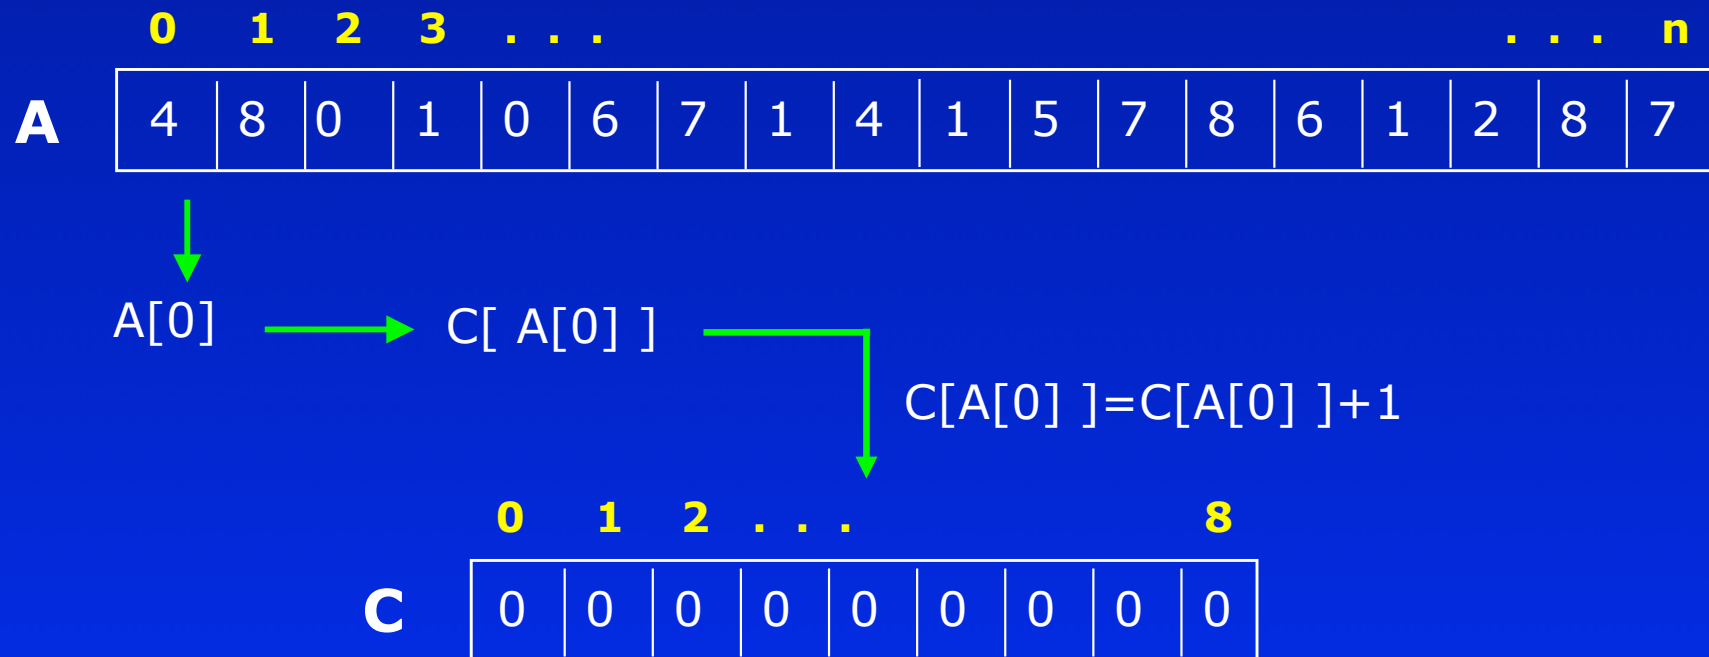 0 1 2 3 . . . . . . n
A 4 8 0 1 0 6 7 1 4 1 5 7 8 6 1 2 8 7
A[0] C[ A[0] ]
C[A[0] ]=C[A[0] ]+1
0 1 2 . . . 8
C 0 0 0 0 0 0 0 0 0